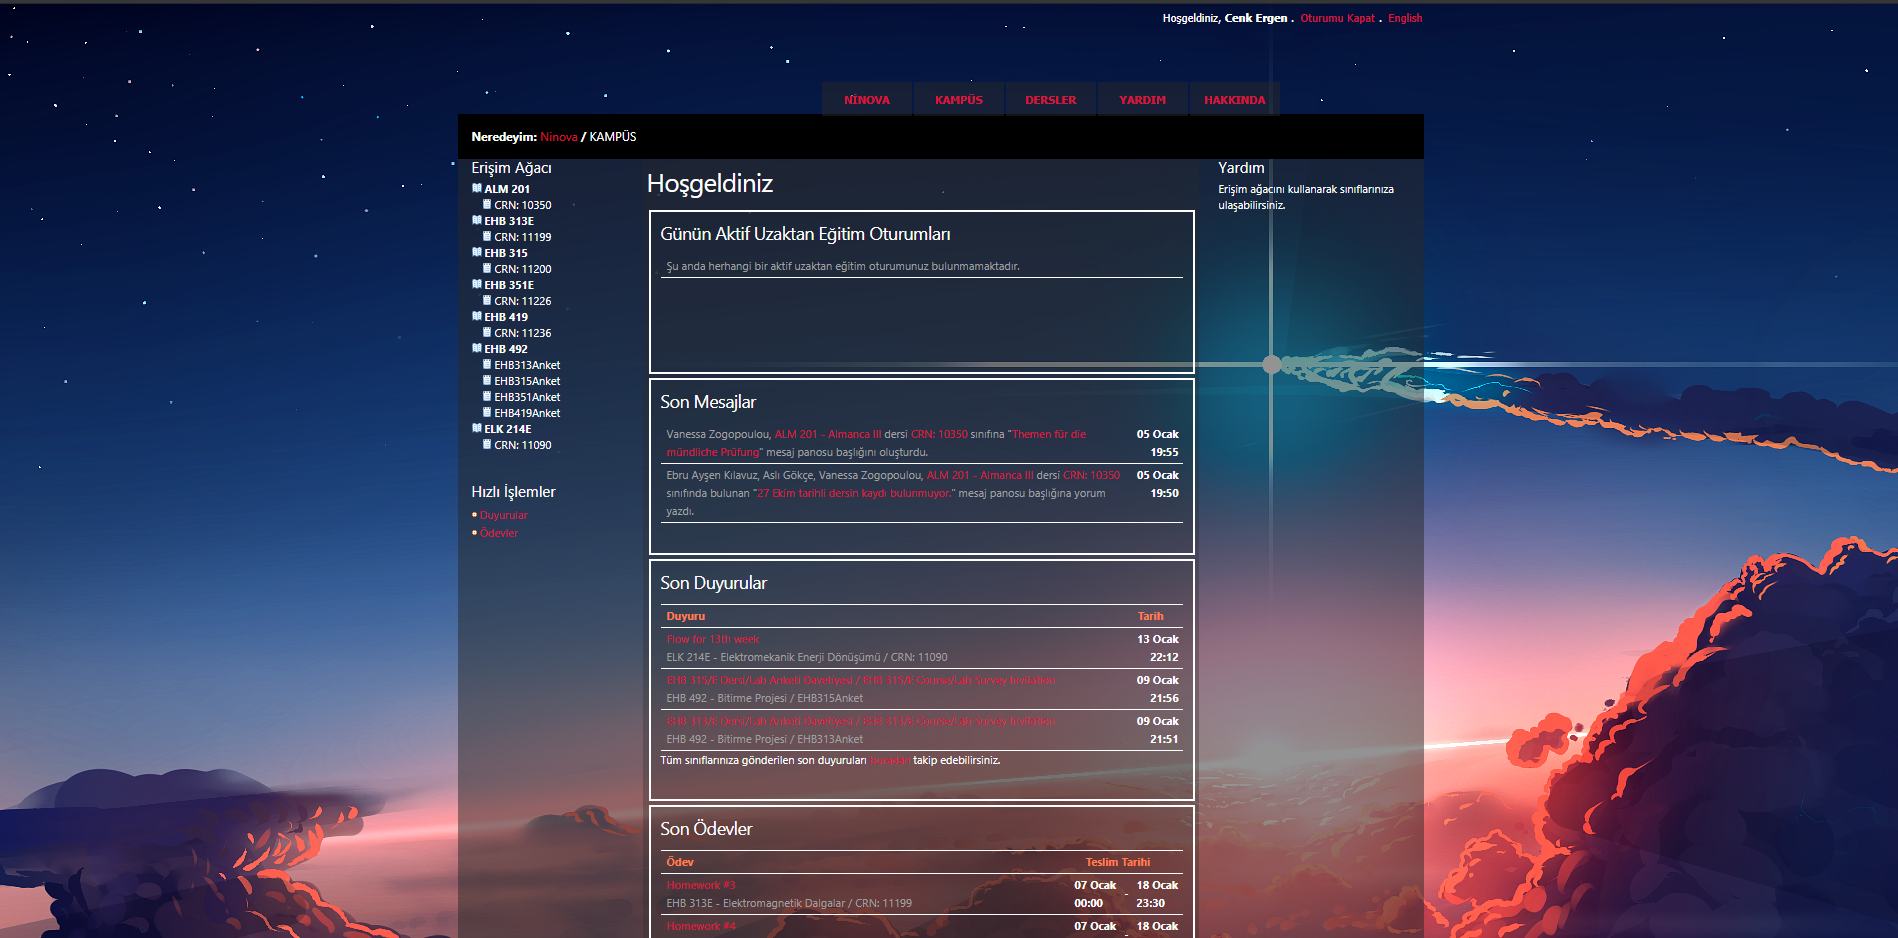 Hoşgeldiniz, Cenk Ergen . Oturumu Kapat . English
NİNOVA KAMPÜS DERSLER YARDIM HAKKINDA
Neredeyim: Ninova / KAMPÜS
Erişim Ağacı
ALM 201
CRN: 10350
EHB 313E
CRN: 11199
EHB 315
CRN: 11200
EHB 351E
CRN: 11226
EHB 419
CRN: 11236
EHB 492
EHB313Anket
EHB315Anket
EHB351Anket
EHB419Anket
ELK 214E
CRN: 11090
Hızlı İşlemler
Duyurular
Ödevler
Hoşgeldiniz
Günün Aktif Uzaktan Eğitim Oturumları
Şu anda herhangi bir aktif uzaktan eğitim oturumunuz bulunmamaktadır.
Son Mesajlar
Vanessa Zogopoulou, ALM 201 - Almanca III dersi CRN: 10350 sınıfına "Themen für die 05 Ocak
mündliche Prüfung" mesaj panosu başlığını oluşturdu. 19:55
Ebru Ayşen Kılavuz, Aslı Gökçe, Vanessa Zogopoulou, ALM 201 - Almanca III dersi CRN: 10350 05 Ocak
sınıfında bulunan "27 Ekim tarihli dersin kaydı bulunmuyor." mesaj panosu başlığına yorum 19:50
yazdı.
Son Duyurular
Duyuru Tarih
Flow for 13th week 13 Ocak
ELK 214E - Elektromekanik Enerji Dönüşümü / CRN: 11090 22:12
EHB 315/E Dersi/Lab Anketi Davetiyesi / EHB 315/E Course/Lab Survey Invitation 09 Ocak
EHB 492 - Bitirme Projesi / EHB315Anket 21:56
EHB 313/E Dersi/Lab Anketi Davetiyesi / EHB 313/E Course/Lab Survey Invitation 09 Ocak
EHB 492 - Bitirme Projesi / EHB313Anket 21:51
Tüm sınıflarınıza gönderilen son duyuruları buradan takip edebilirsiniz.
Son Ödevler
Ödev Teslim Tarihi
Homework #3 07 Ocak - 18 Ocak
EHB 313E - Elektromagnetik Dalgalar / CRN: 11199 00:00 23:30
Homework #4 07 Ocak - 18 Ocak
Yardım
Erişim ağacını kullanarak sınıflarınıza
ulaşabilirsiniz.